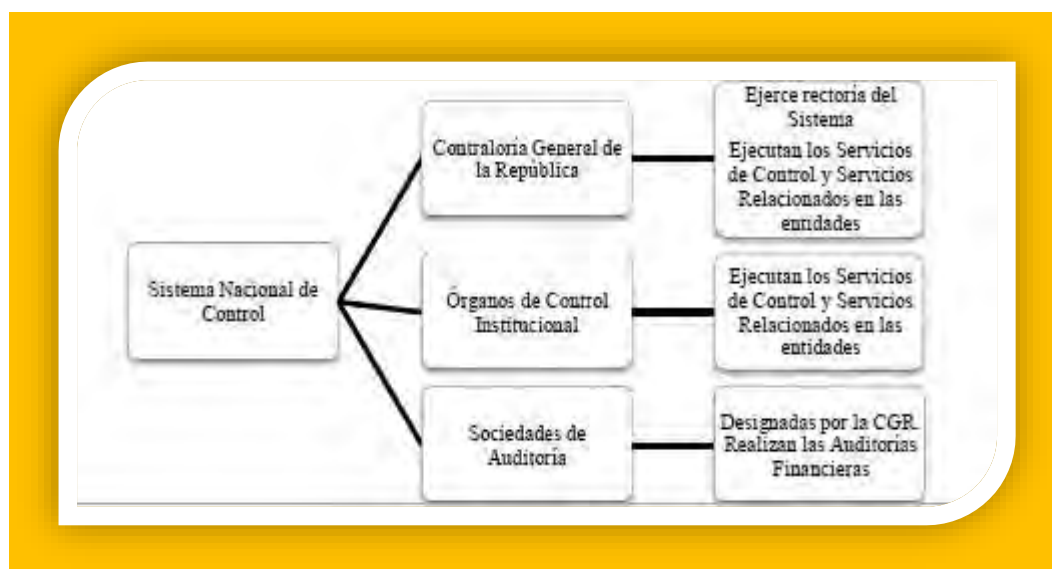 Sistema Nacional de
Control
Contraloría General de
la República
Ejerce rectoría del
Sistema
Ejecutan los Servicios
de Control y Servicios
Relacionados en las
entidades
Órganos de Control
Institucional
Ejecutan los Servicios
de Control y Servicios
Relacionados en las
entidades
Sociedades de
Auditoría
Designadas por la CGR.
Realizan las Auditorías
Financieras